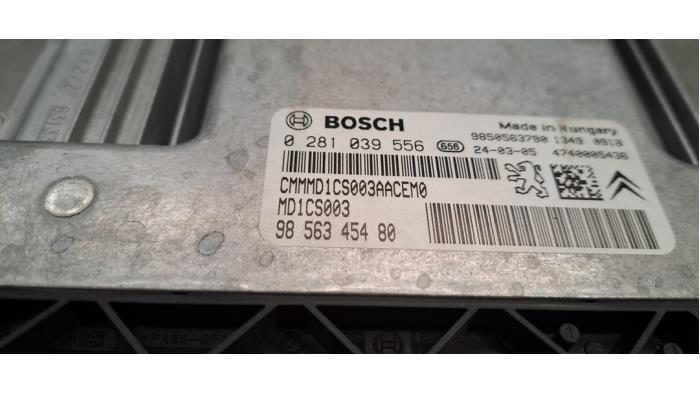 BOSCH
Made in Hungary
9850563780 1349 0918
0 281 039 556 656 24-03-05 4740005436
CMMMD1CS003AACEM0
MD1CS003
98 563 454 80